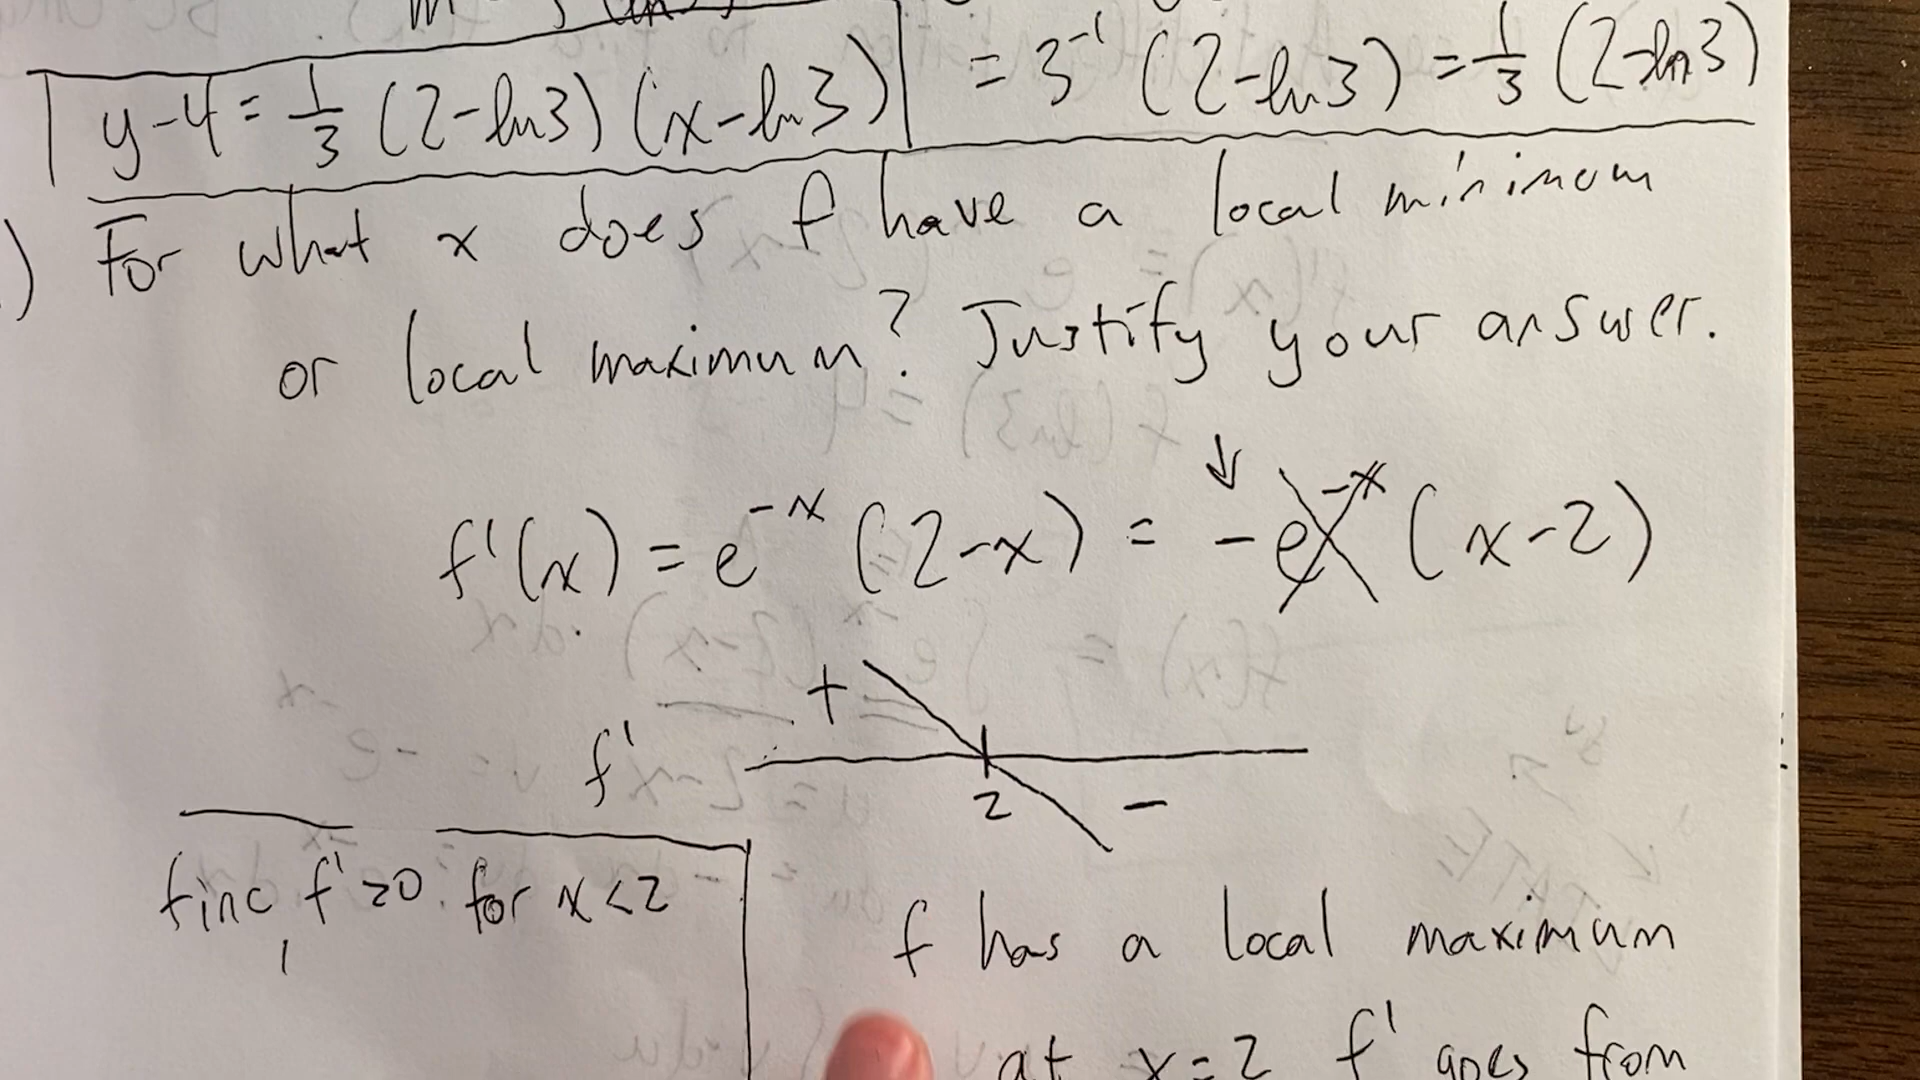 y-4 = 1/3 (2-ln3) (x-ln3) = 3⁻¹ (2-ln3) = 1/3 (2-ln3)
) For what x does f have a local minimum
or local maximum? Justify your answer.
f'(x) = e^-x (2-x) = -e^-x (x-2)
+
f'
2 -
f inc, f' ≥0 for x<2
f has a local maximum
at x=2 f' goes from